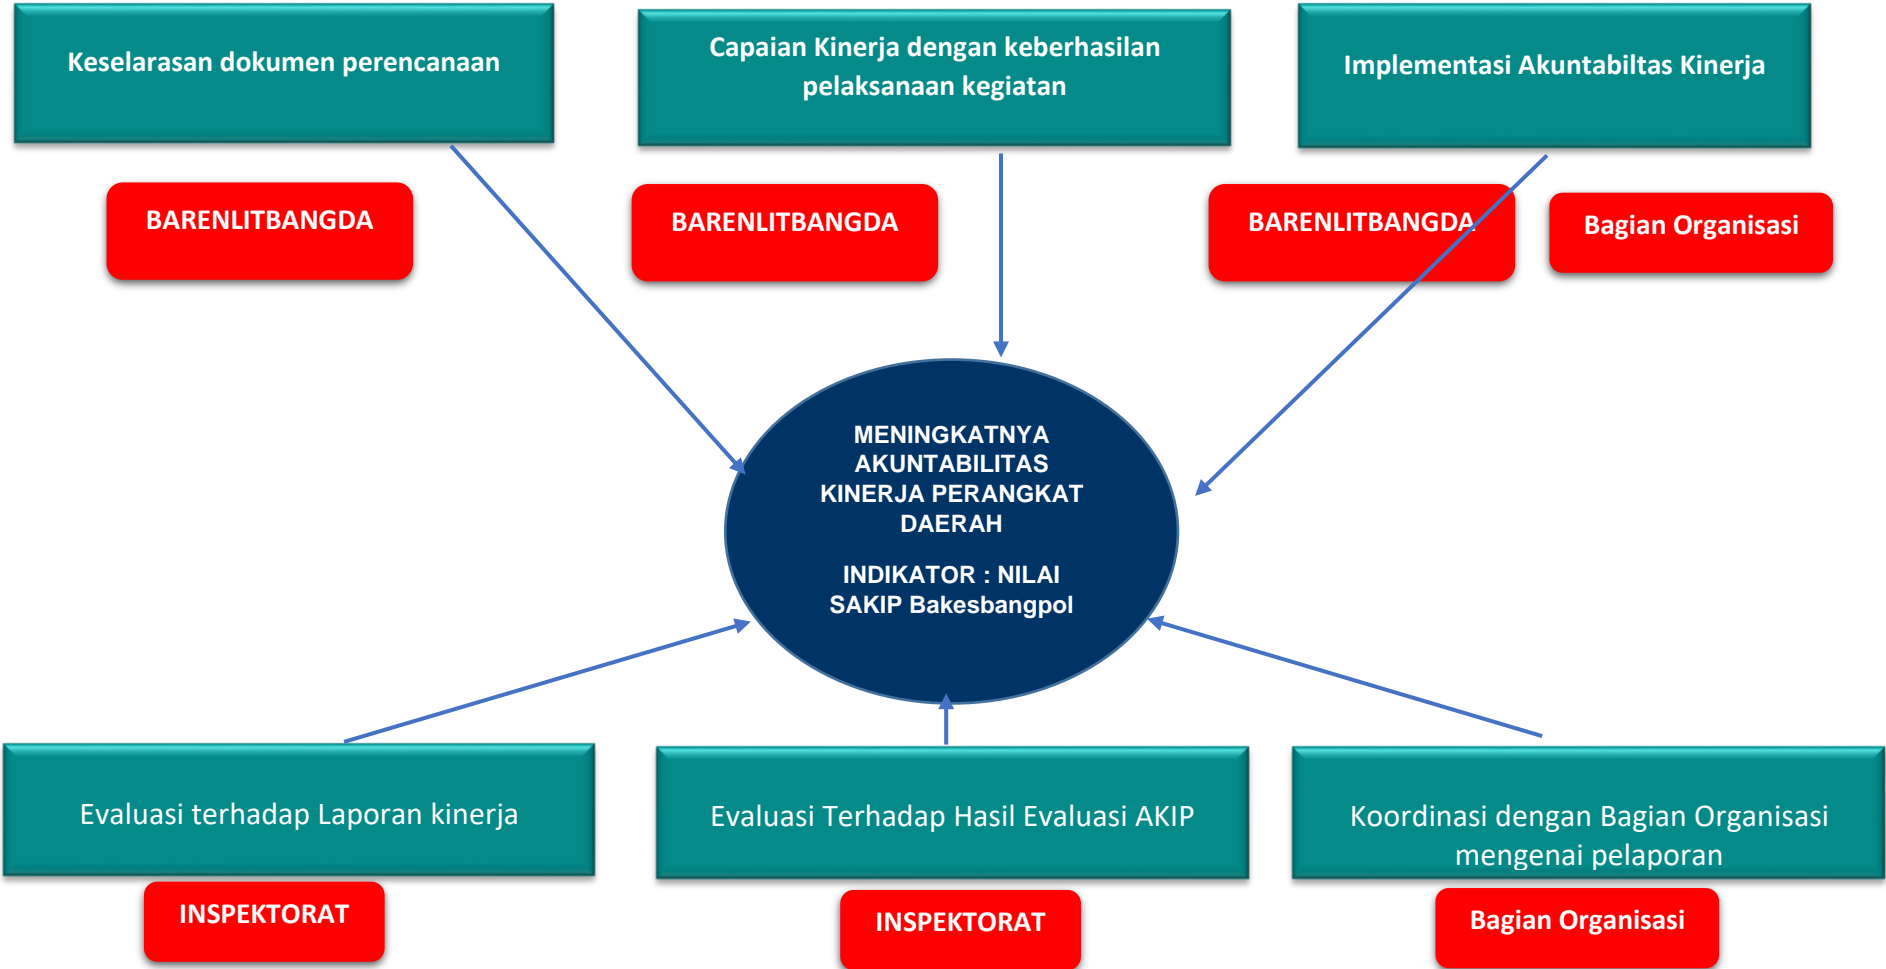 Keselarasan dokumen perencanaan
Capaian Kinerja dengan keberhasilan
pelaksanaan kegiatan
Implementasi Akuntabiltas Kinerja
BARENLITBANGDA
BARENLITBANGDA
BARENLITBANGDA
Bagian Organisasi
MENINGKATNYA
AKUNTABILITAS
KINERJA PERANGKAT
DAERAH
INDIKATOR : NILAI
SAKIP Bakesbangpol
Evaluasi terhadap Laporan kinerja
Evaluasi Terhadap Hasil Evaluasi AKIP
Koordinasi dengan Bagian Organisasi
mengenai pelaporan
INSPEKTORAT
INSPEKTORAT
Bagian Organisasi